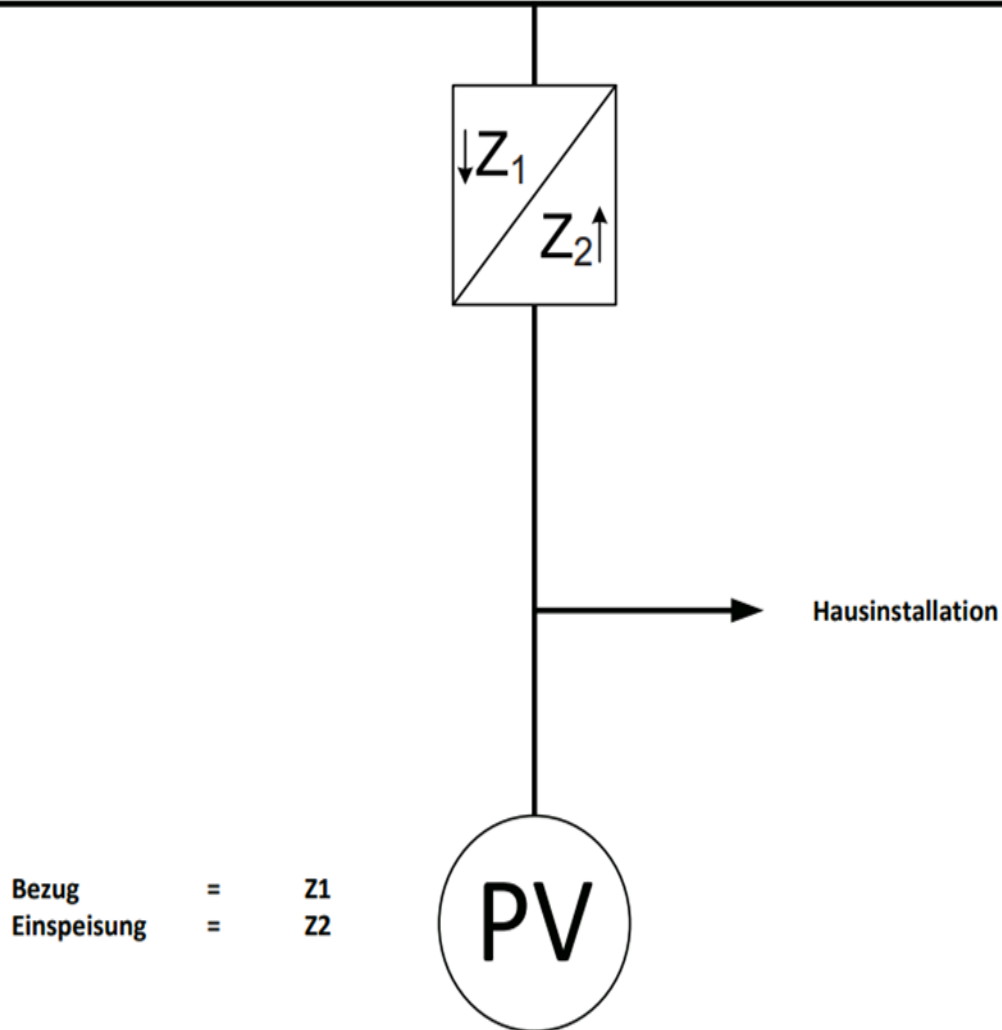 Z1
Z2
Hausinstallation
Bezug = Z1
Einspeisung = Z2
PV